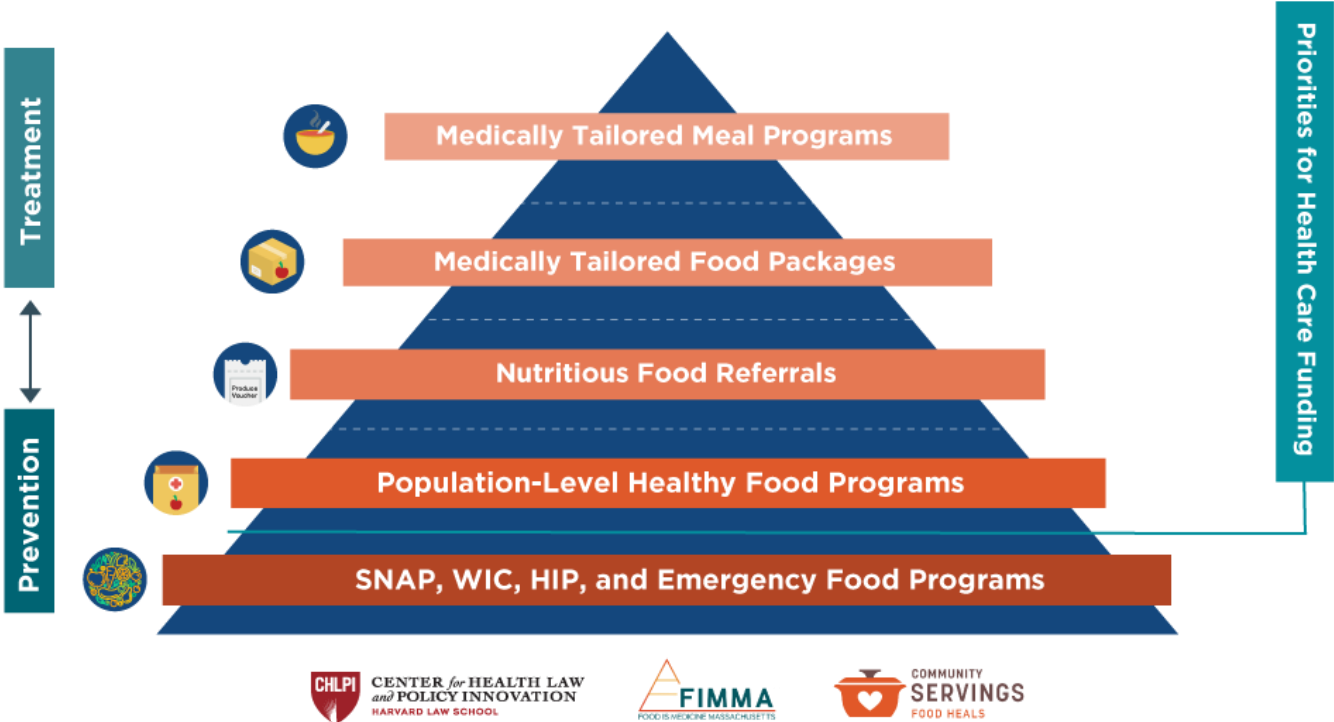 Treatment
Prevention
Priorities for Health Care Funding
Medically Tailored Meal Programs
Medically Tailored Food Packages
Nutritious Food Referrals
Produce
Voucher
Population-Level Healthy Food Programs
SNAP, WIC, HIP, and Emergency Food Programs
CHLPI
CENTER for HEALTH LAW
and POLICY INNOVATION
HARVARD LAW SCHOOL
FIMMA
FOOD IS MEDICINE MASSACHUSETTS
COMMUNITY
SERVINGS
FOOD HEALS